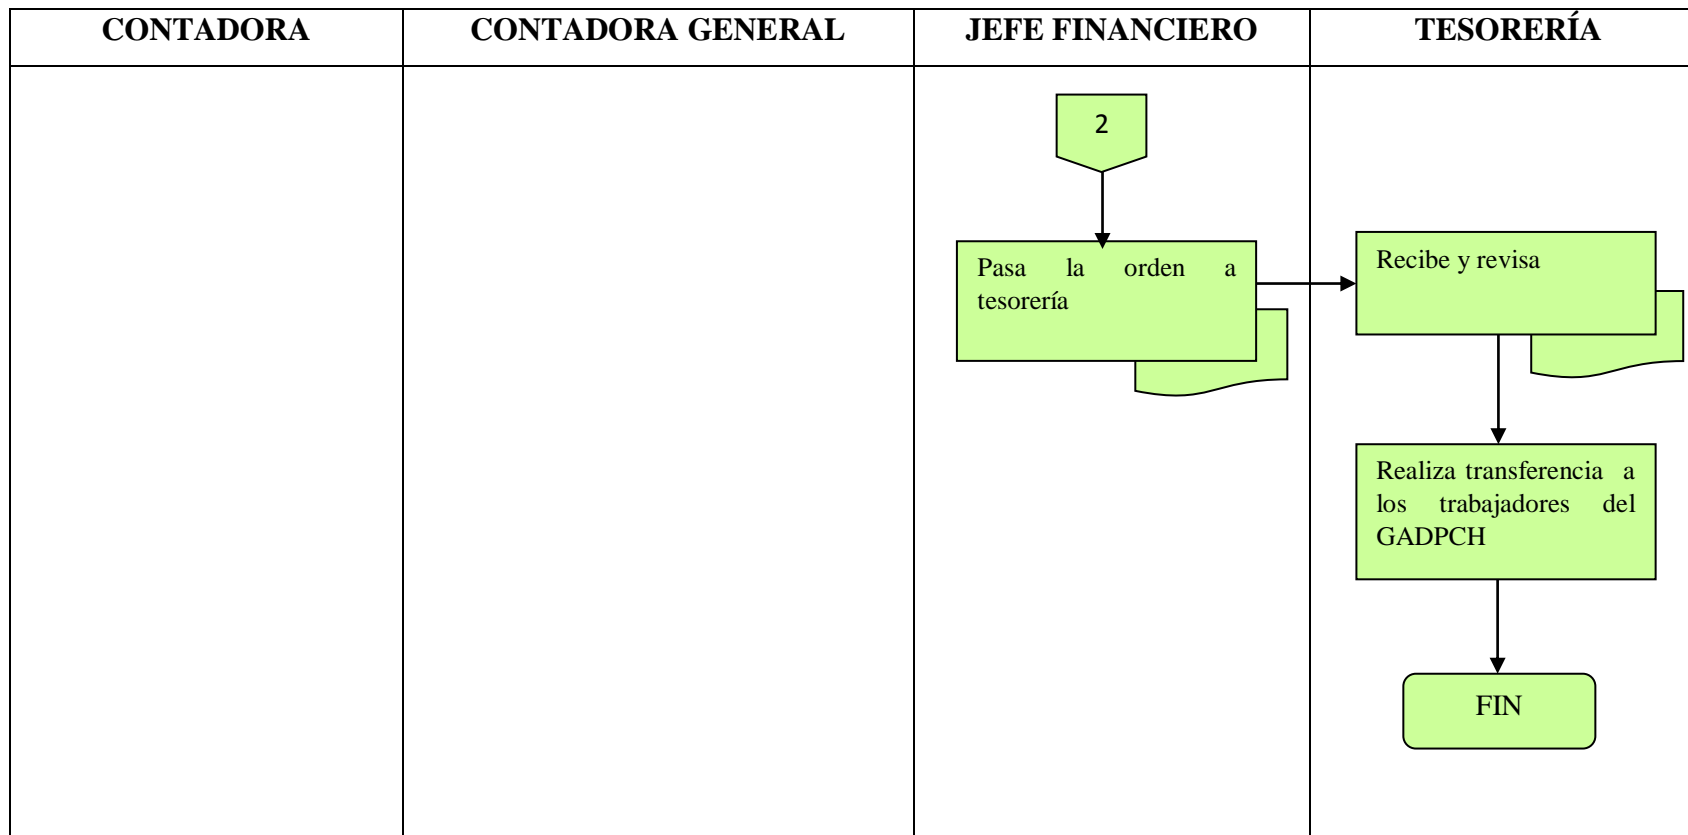 CONTADORA
CONTADORA GENERAL
JEFE FINANCIERO
TESORERÍA
2
Pasa la orden a
tesorería
Recibe y revisa
Realiza transferencia a
los trabajadores del
GADPCH
FIN